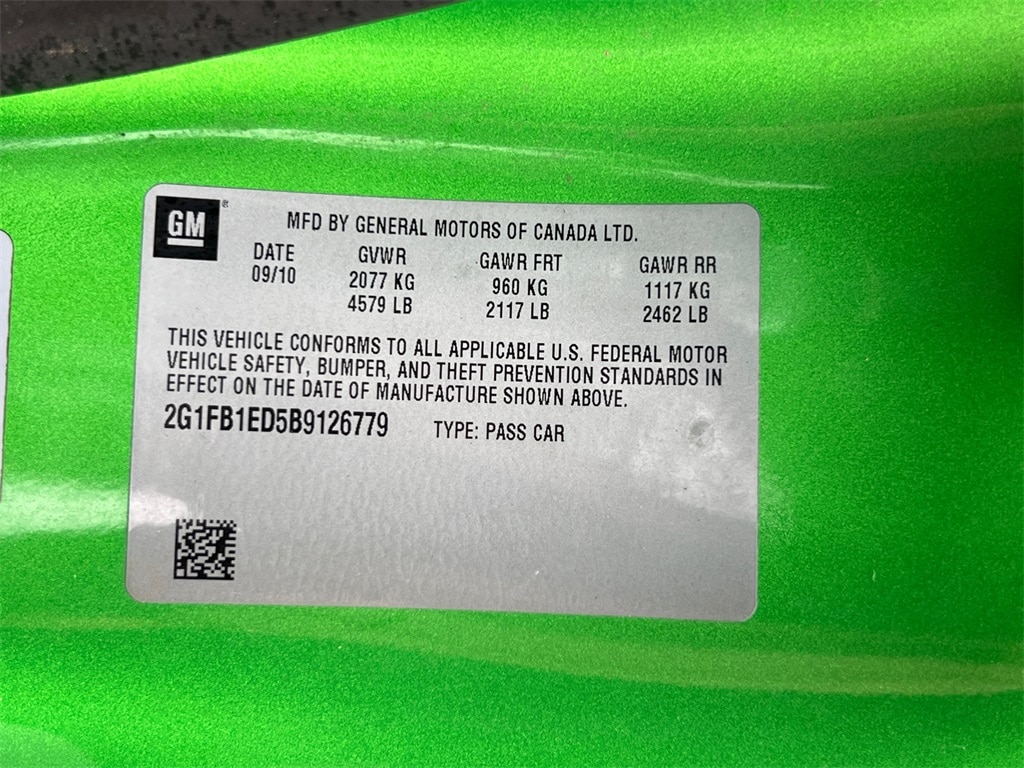 GM ®
MFD BY GENERAL MOTORS OF CANADA LTD.
DATE GVWR GAWR FRT GAWR RR
09/10 2077 KG 960 KG 1117 KG
4579 LB 2117 LB 2462 LB
THIS VEHICLE CONFORMS TO ALL APPLICABLE U.S. FEDERAL MOTOR
VEHICLE SAFETY, BUMPER, AND THEFT PREVENTION STANDARDS IN
EFFECT ON THE DATE OF MANUFACTURE SHOWN ABOVE.
2G1FB1ED5B9126779 TYPE: PASS CAR